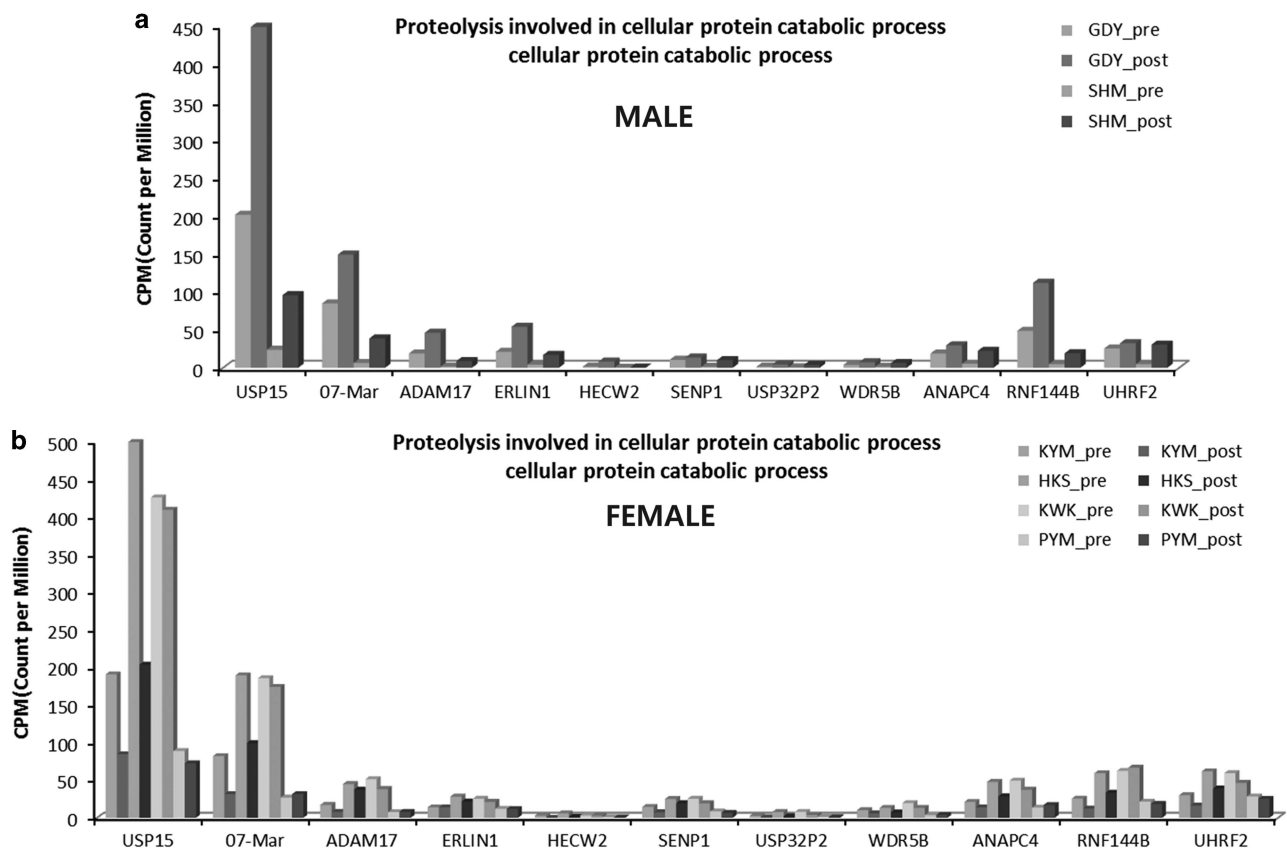 a
Proteolysis involved in cellular protein catabolic process
cellular protein catabolic process
MALE
GDY_pre
GDY_post
SHM_pre
SHM_post
CPM(Count per Million)
450
400
350
300
250
200
150
100
50
0
USP15 07-Mar ADAM17 ERLIN1 HECW2 SENP1 USP32P2 WDR5B ANAPC4 RNF144B UHRF2
b
Proteolysis involved in cellular protein catabolic process
cellular protein catabolic process
FEMALE
KYM_pre KYM_post
HKS_pre HKS_post
KWK_pre KWK_post
PYM_pre PYM_post
CPM(Count per Million)
500
450
400
350
300
250
200
150
100
50
0
USP15 07-Mar ADAM17 ERLIN1 HECW2 SENP1 USP32P2 WDR5B ANAPC4 RNF144B UHRF2